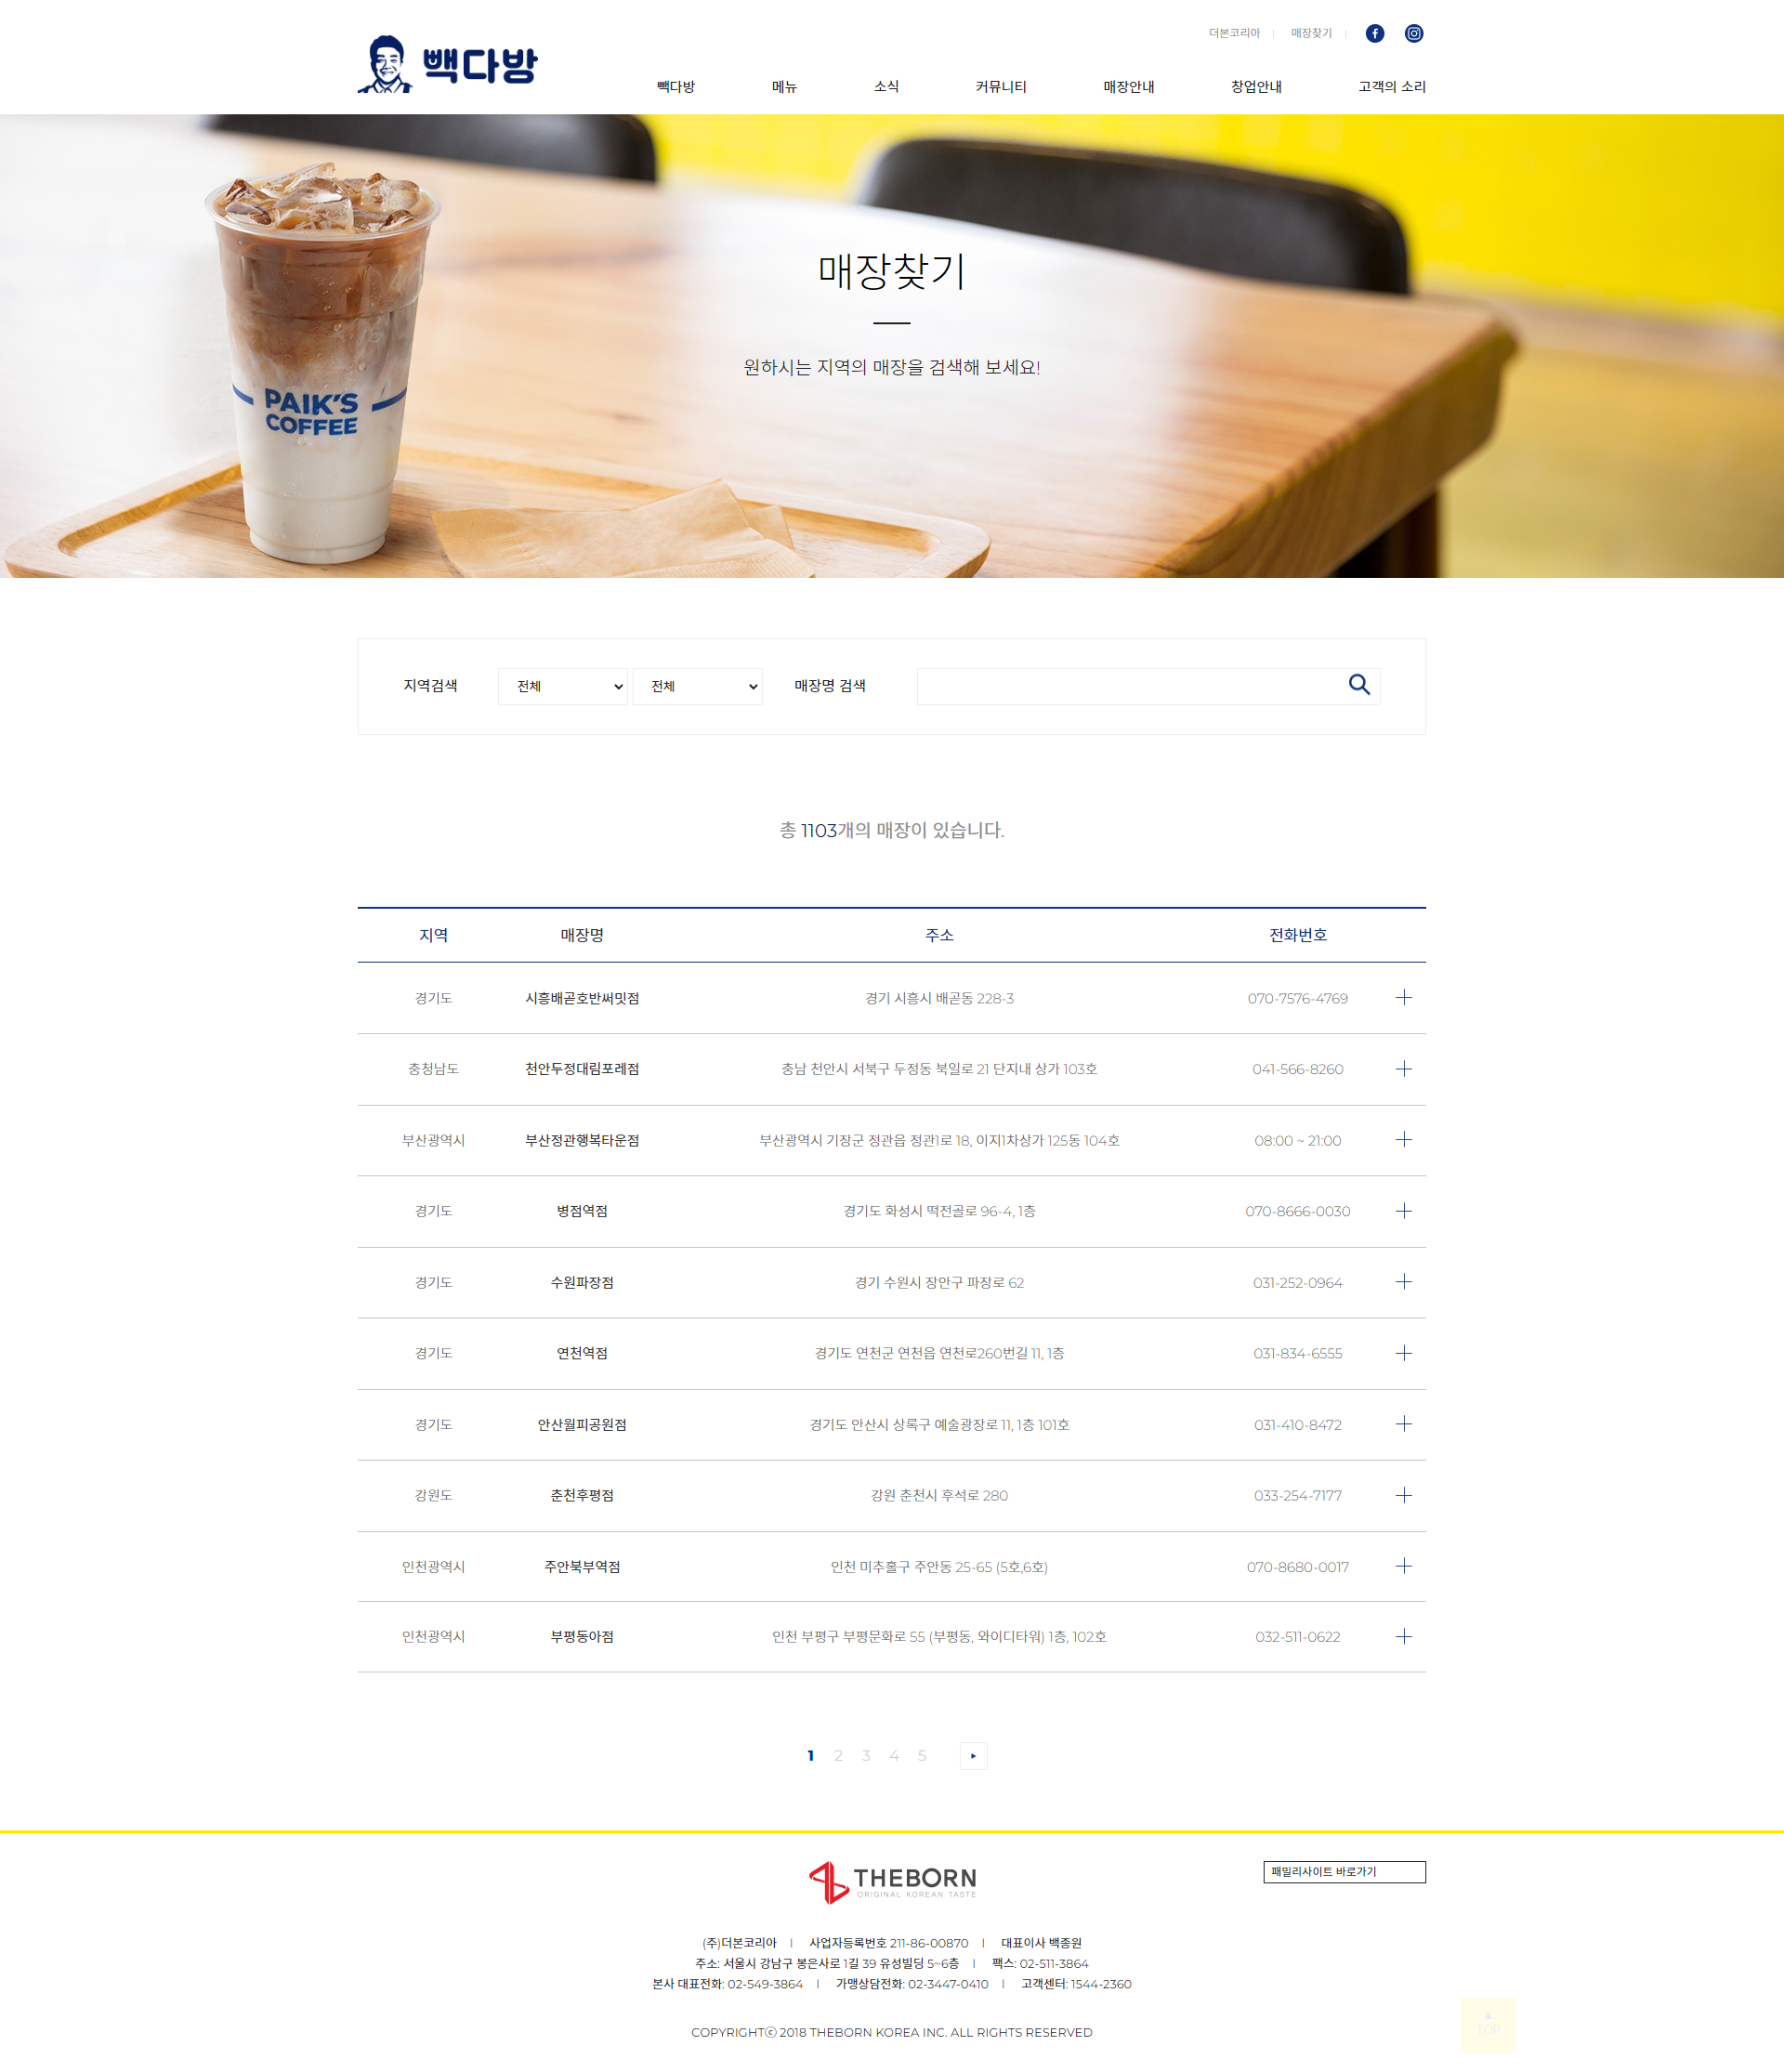 더본코리아 | 매장찾기 |
빽다방
빽다방 메뉴 소식 커뮤니티 매장안내 창업안내 고객의 소리
매장찾기
원하시는 지역의 매장을 검색해 보세요!
PAIK'S
COFFEE
지역검색 전체 전체 매장명 검색
총 1103개의 매장이 있습니다.
지역 매장명 주소 전화번호
경기도 시흥배곧호반써밋점 경기 시흥시 배곧동 228-3 070-7576-4769
충청남도 천안두정대림포레점 충남 천안시 서북구 두정동 북일로 21 단지내 상가 103호 041-566-8260
부산광역시 부산정관행복타운점 부산광역시 기장군 정관읍 정관1로 18, 이지1차상가 125동 104호 08:00 ~ 21:00
경기도 병점역점 경기도 화성시 떡전골로 96-4, 1층 070-8666-0030
경기도 수원파장점 경기 수원시 장안구 파장로 62 031-252-0964
경기도 연천역점 경기도 연천군 연천읍 연천로260번길 11, 1층 031-834-6555
경기도 안산월피공원점 경기도 안산시 상록구 예술광장로 11, 1층 101호 031-410-8472
강원도 춘천후평점 강원 춘천시 후석로 280 033-254-7177
인천광역시 주안북부역점 인천 미추홀구 주안동 25-65 (5호,6호) 070-8680-0017
인천광역시 부평동아점 인천 부평구 부평문화로 55 (부평동, 와이디타워) 1층, 102호 032-511-0622
1 2 3 4 5
THEBORN
ORIGINAL KOREAN TASTE
패밀리사이트 바로가기
(주)더본코리아 | 사업자등록번호 211-86-00870 | 대표이사 백종원
주소: 서울시 강남구 봉은사로 1길 39 유성빌딩 5~6층 | 팩스: 02-511-3864
본사 대표전화: 02-549-3864 | 가맹상담전화: 02-3447-0410 | 고객센터: 1544-2360
COPYRIGHTⓒ 2018 THEBORN KOREA INC. ALL RIGHTS RESERVED
▲
TOP